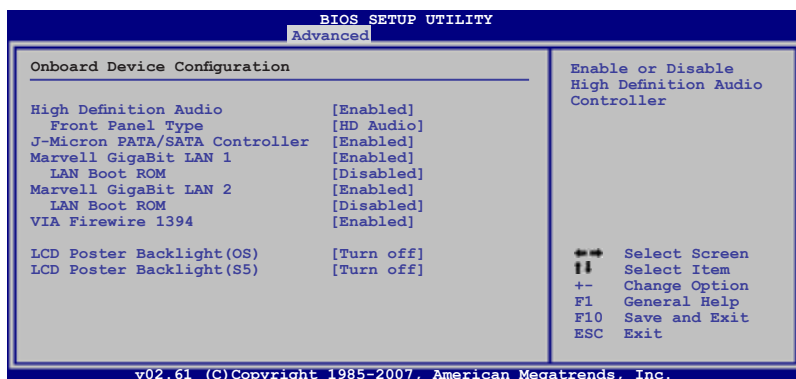 BIOS SETUP UTILITY
Advanced
Onboard Device Configuration
High Definition Audio [Enabled]
Front Panel Type [HD Audio]
J-Micron PATA/SATA Controller [Enabled]
Marvell GigaBit LAN 1 [Enabled]
LAN Boot ROM [Disabled]
Marvell GigaBit LAN 2 [Enabled]
LAN Boot ROM [Disabled]
VIA Firewire 1394 [Enabled]
LCD Poster Backlight(OS) [Turn off]
LCD Poster Backlight(S5) [Turn off]
Enable or Disable
High Definition Audio
Controller
Select Screen
Select Item
+- Change Option
F1 General Help
F10 Save and Exit
ESC Exit
v02.61 (C)Copyright 1985-2007, American Megatrends, Inc.